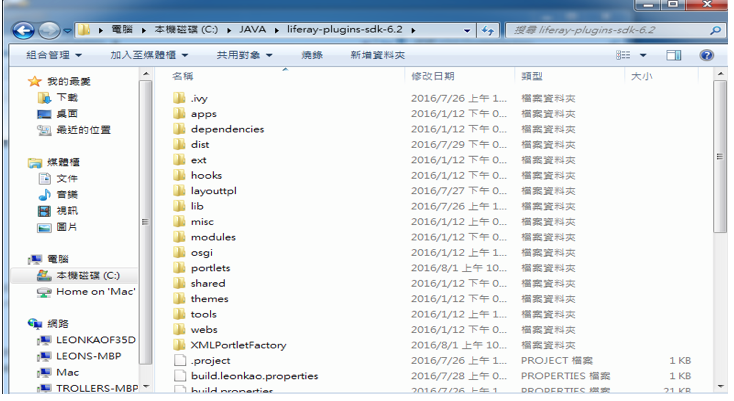 電腦 ▸ 本機磁碟 (C:) ▸ JAVA ▸ liferay-plugins-sdk-6.2 ▸
搜尋 liferay-plugins-sdk-6.2
組合管理 ▼ 加入至媒體櫃 ▼ 共用對象 ▼ 燒錄 新增資料夾
我的最愛
下載
桌面
最近的位置
媒體櫃
文件
音樂
視訊
圖片
電腦
本機磁碟 (C:)
Home on 'Mac'
網路
LEONKAOF35D
LEONS-MBP
Mac
TROLLERS-MBP
名稱 修改日期 類型 大小
.ivy 2016/7/26 上午 1... 檔案資料夾
apps 2016/1/12 下午 0... 檔案資料夾
dependencies 2016/1/12 下午 0... 檔案資料夾
dist 2016/7/29 下午 0... 檔案資料夾
ext 2016/1/12 下午 0... 檔案資料夾
hooks 2016/1/12 下午 0... 檔案資料夾
layouttpl 2016/7/27 下午 0... 檔案資料夾
lib 2016/7/26 上午 1... 檔案資料夾
misc 2016/1/12 上午 0... 檔案資料夾
modules 2016/1/12 下午 0... 檔案資料夾
osgi 2016/1/12 上午 1... 檔案資料夾
portlets 2016/8/1 上午 10... 檔案資料夾
shared 2016/1/12 下午 0... 檔案資料夾
themes 2016/1/12 下午 0... 檔案資料夾
tools 2016/1/12 上午 1... 檔案資料夾
webs 2016/1/12 下午 0... 檔案資料夾
XMLPortletFactory 2016/8/1 上午 10... 檔案資料夾
.project 2016/7/26 上午 1... PROJECT 檔案 1 KB
build.leonkao.properties 2016/7/28 上午 0... PROPERTIES 檔案 1 KB
build.properties 2016/7/26 上午 1... PROPERTIES 檔案 21 KB